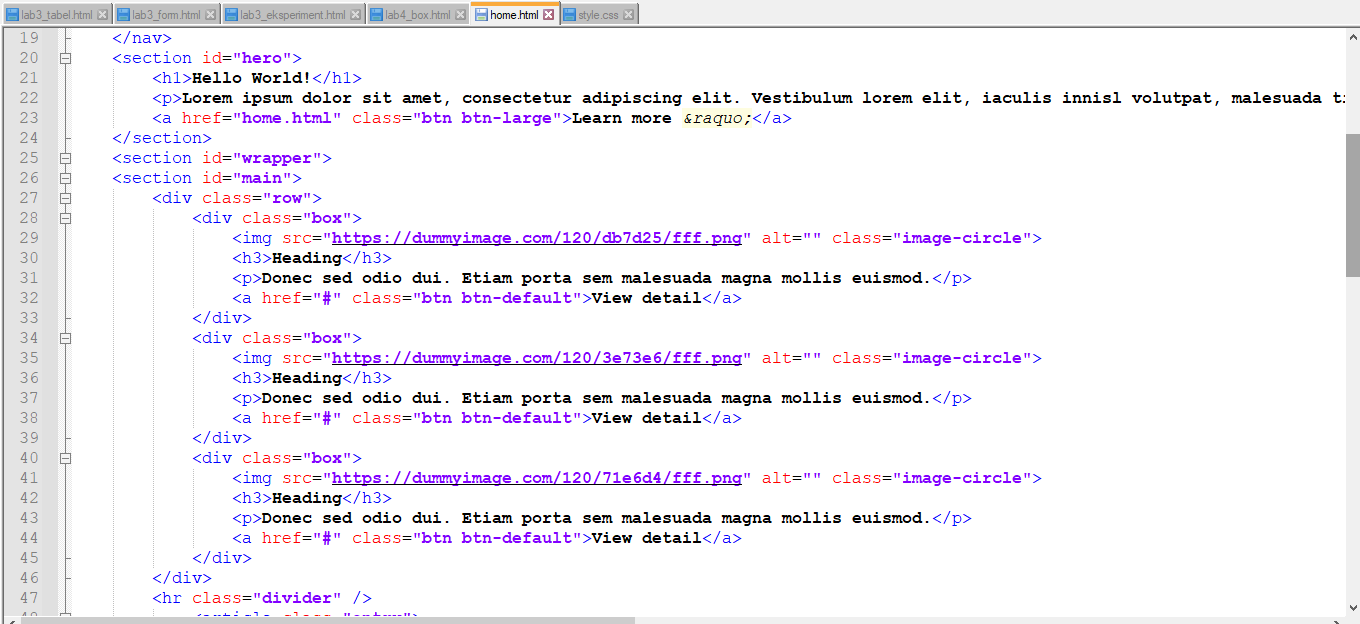 lab3_tabel.html lab3_form.html lab3_eksperiment.html lab4_box.html home.html style.css
19 </nav>
20 <section id="hero">
21 <h1>Hello World!</h1>
22 <p>Lorem ipsum dolor sit amet, consectetur adipiscing elit. Vestibulum lorem elit, iaculis innisl volutpat, malesuada
23 <a href="home.html" class="btn btn-large">Learn more &raquo;</a>
24 </section>
25 <section id="wrapper">
26 <section id="main">
27 <div class="row">
28 <div class="box">
29 <img src="https://dummyimage.com/120/db7d25/fff.png" alt="" class="image-circle">
30 <h3>Heading</h3>
31 <p>Donec sed odio dui. Etiam porta sem malesuada magna mollis euismod.</p>
32 <a href="#" class="btn btn-default">View detail</a>
33 </div>
34 <div class="box">
35 <img src="https://dummyimage.com/120/3e73e6/fff.png" alt="" class="image-circle">
36 <h3>Heading</h3>
37 <p>Donec sed odio dui. Etiam porta sem malesuada magna mollis euismod.</p>
38 <a href="#" class="btn btn-default">View detail</a>
39 </div>
40 <div class="box">
41 <img src="https://dummyimage.com/120/71e6d4/fff.png" alt="" class="image-circle">
42 <h3>Heading</h3>
43 <p>Donec sed odio dui. Etiam porta sem malesuada magna mollis euismod.</p>
44 <a href="#" class="btn btn-default">View detail</a>
45 </div>
46 </div>
47 <hr class="divider" />